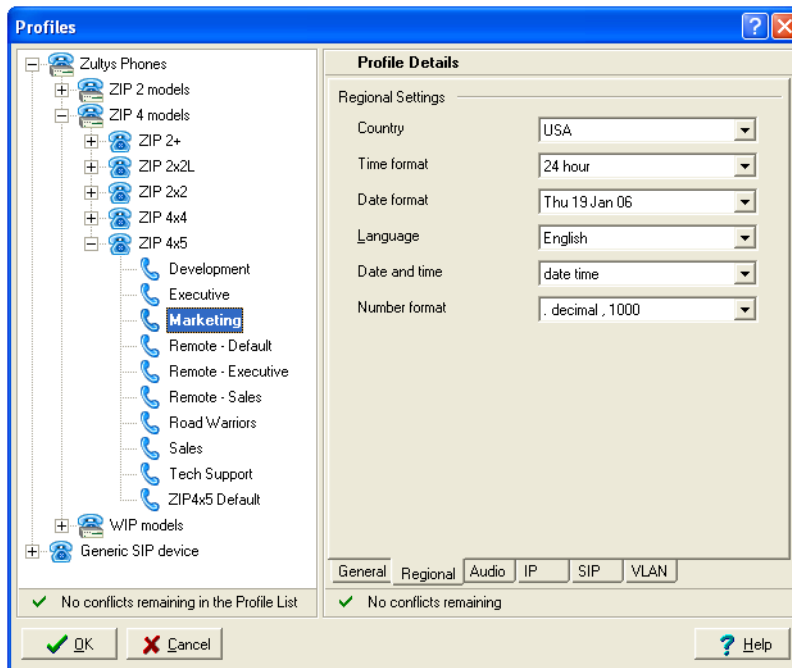 Profiles
Zultys Phones
ZIP 2 models
ZIP 4 models
ZIP 2+
ZIP 2x2L
ZIP 2x2
ZIP 4x4
ZIP 4x5
Development
Executive
Marketing
Remote - Default
Remote - Executive
Remote - Sales
Road Warriors
Sales
Tech Support
ZIP4x5 Default
WIP models
Generic SIP device
No conflicts remaining in the Profile List
Profile Details
Regional Settings
Country USA
Time format 24 hour
Date format Thu 19 Jan 06
Language English
Date and time date time
Number format . decimal , 1000
General Regional Audio IP SIP VLAN
No conflicts remaining
OK Cancel ? Help